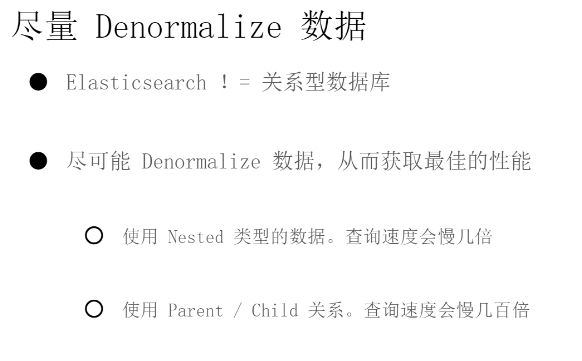 尽量 Denormalize 数据
Elasticsearch != 关系型数据库
尽可能 Denormalize 数据，从而获取最佳的性能
使用 Nested 类型的数据。查询速度会慢几倍
使用 Parent / Child 关系。查询速度会慢几百倍